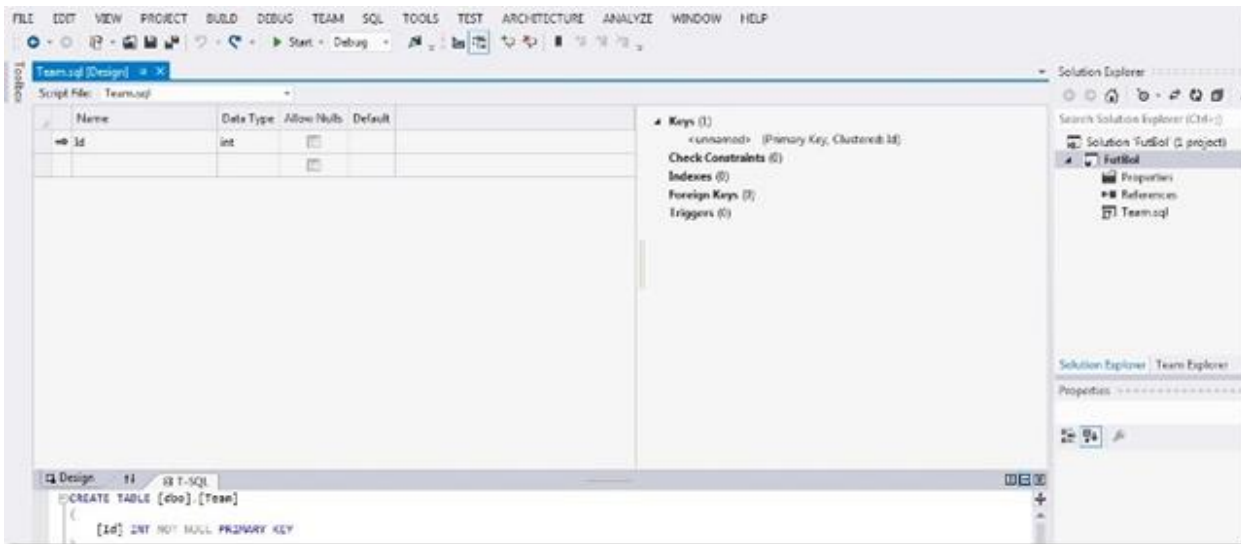 FILE EDIT VIEW PROJECT BUILD DEBUG TEAM SQL TOOLS TEST ARCHITECTURE ANALYZE WINDOW HELP
Start Debug
Toolbox
Team.sql [Design]
Script File: Team.sql
Name Data Type Allow Nulls Default
Id int
Keys (1)
<unnamed> (Primary Key, Clustered: Id)
Check Constraints (0)
Indexes (0)
Foreign Keys (0)
Triggers (0)
Solution Explorer
Search Solution Explorer (Ctrl+;)
Solution 'FutBol' (1 project)
FutBol
Properties
References
Team.sql
Solution Explorer Team Explorer
Properties
Design T-SQL
CREATE TABLE [dbo].[Team]
(
[Id] INT NOT NULL PRIMARY KEY